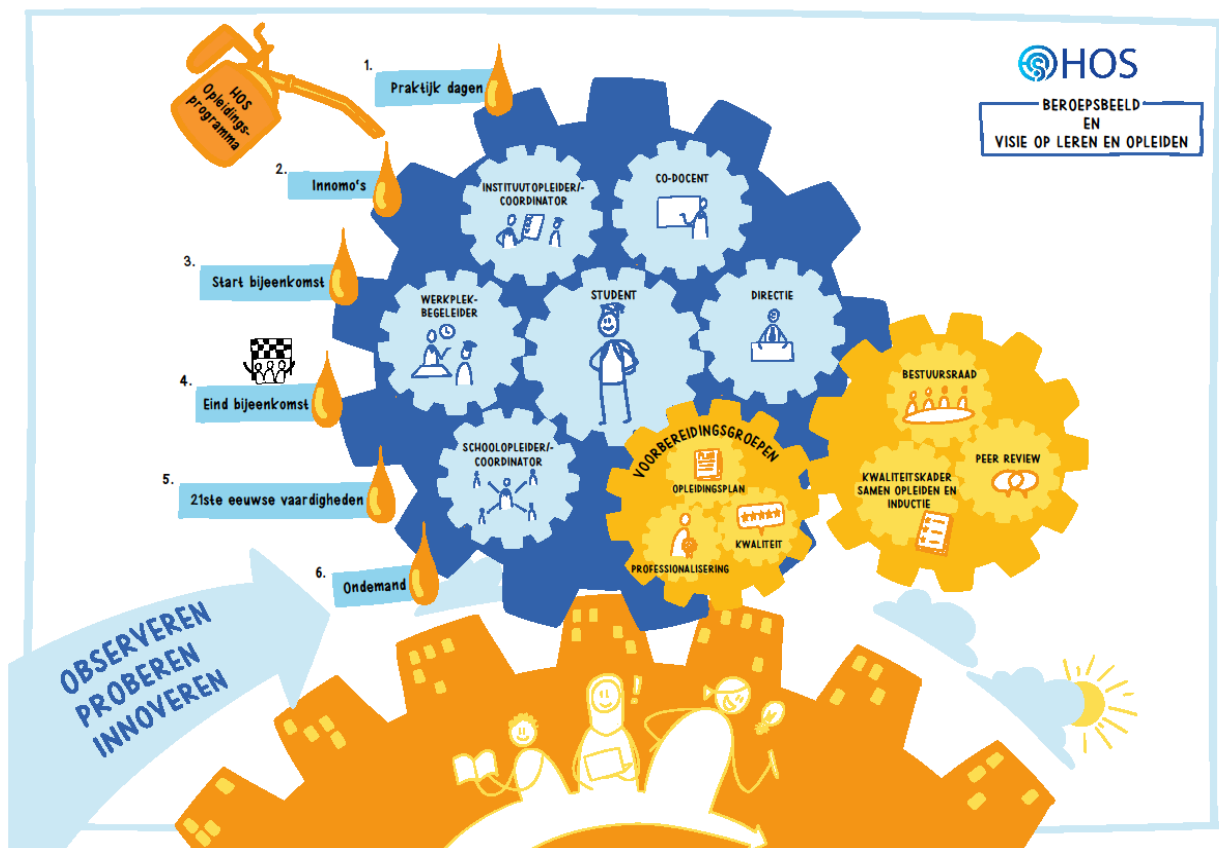 HOS
BEROEPSBEELD
EN
VISIE OP LEREN EN OPLEIDEN
HOS
Opleidings-
programma
1.
Praktijk dagen
2.
Innomo's
3.
Start bijeenkomst
4.
Eind bijeenkomst
5.
21ste eeuwse vaardigheden
6.
Ondemand
INSTITUUTOPLEIDER/-
COORDINATOR
CO-DOCENT
WERKPLEK-
BEGELEIDER
STUDENT
DIRECTIE
SCHOOLOPLEIDER/-
COORDINATOR
VOORBEREIDINGSGROEPEN
OPLEIDINGSPLAN
KWALITEIT
PROFESSIONALISERING
BESTUURSRAAD
PEER REVIEW
KWALITEITSKADER
SAMEN OPLEIDEN EN
INDUCTIE
OBSERVEREN
PROBEREN
INNOVEREN
!